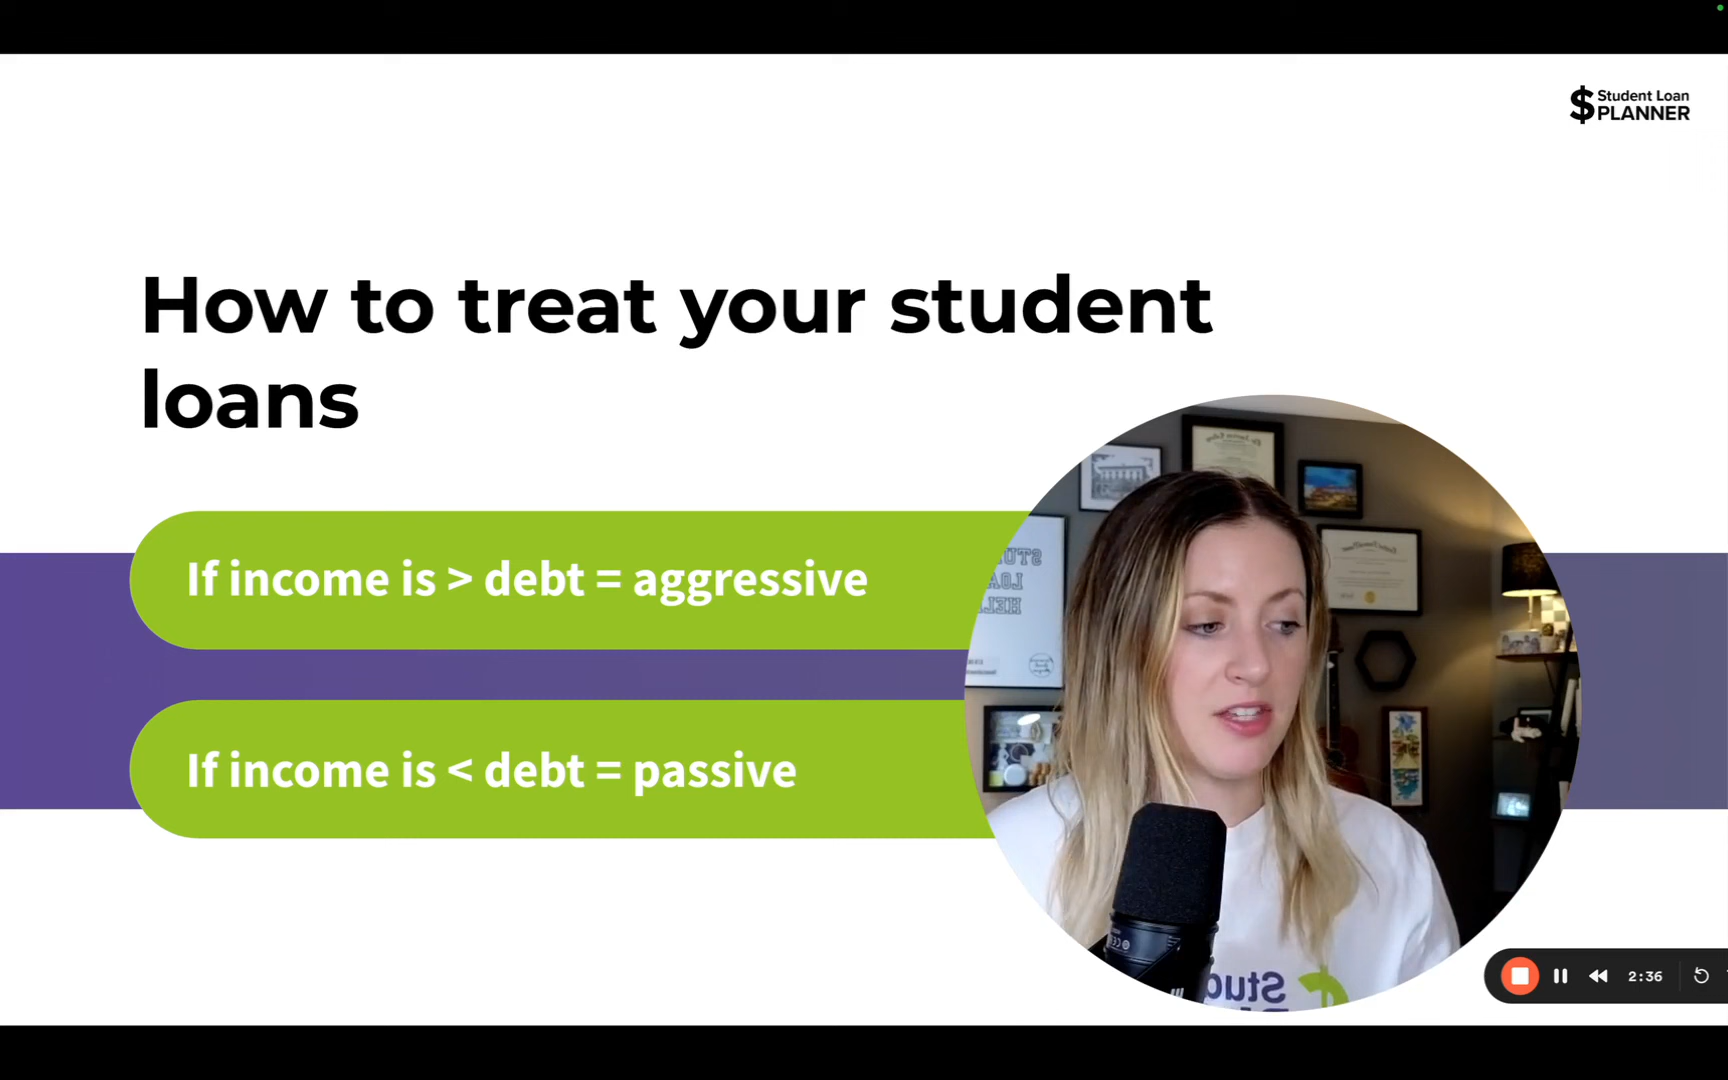 Student Loan
PLANNER
How to treat your student
loans
If income is > debt = aggressive
If income is < debt = passive
Stud
2:36